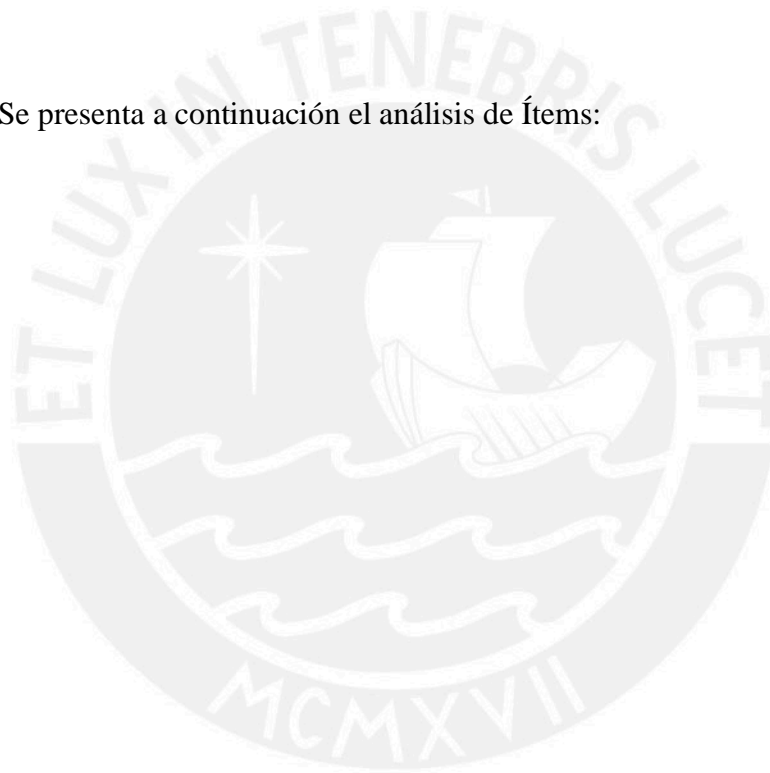 Se presenta a continuación el análisis de Ítems:
ET LUX IN TENEBRIS LUCET
MCMXVII